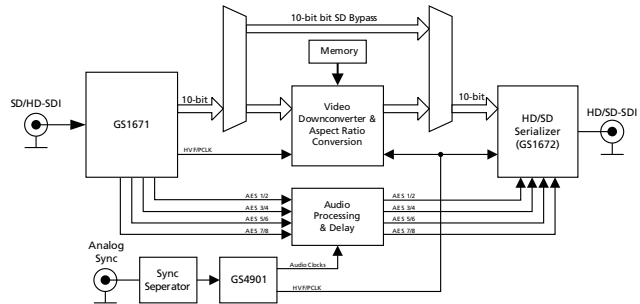 10-bit bit SD Bypass
Memory
SD/HD-SDI
GS1671
10-bit
Video
Downconverter &
Aspect Ratio
Conversion
10-bit
HD/SD
Serializer
(GS1672)
HD/SD-SDI
HVF/PCLK
AES 1/2
AES 3/4
AES 5/6
AES 7/8
Audio
Processing
& Delay
AES 1/2
AES 3/4
AES 5/6
AES 7/8
Analog
Sync
Sync
Seperator
GS4901
Audio Clocks
HVF/PCLK